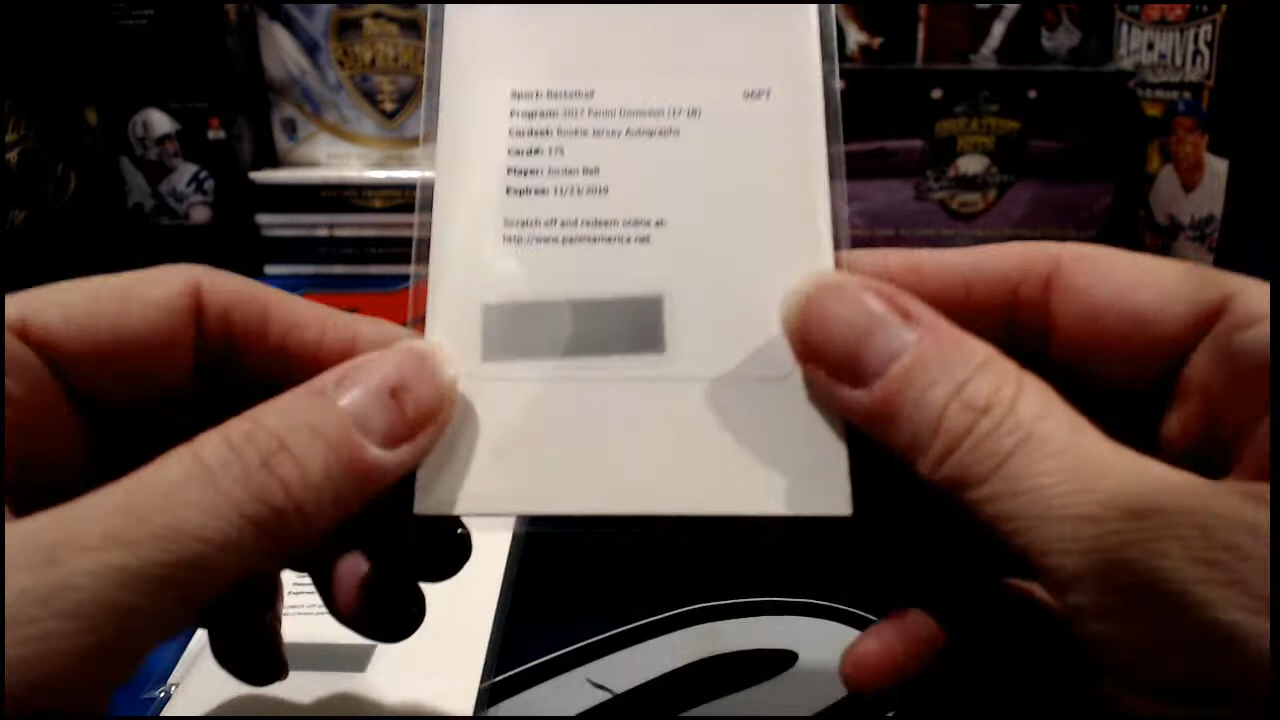 Sport: Basketball
Program: 2017 Panini Dominion (17-18)
Cardset: Rookie Jersey Autographs
Card#: 175
Player: Jordan Bell
Expires: 11/23/2019
Scratch off and redeem online at:
http://www.paniniamerica.net
SUPREME
ARCHIVES